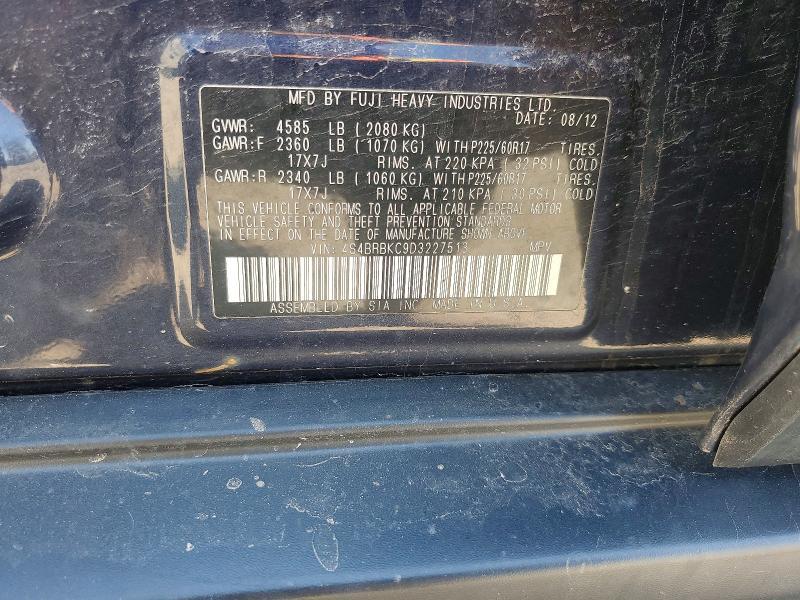 MFD BY FUJI HEAVY INDUSTRIES LTD.
DATE: 08/12
GVWR: 4585 LB (2080 KG)
GAWR:F 2360 LB (1070 KG) WITH P225/60R17 TIRES,
17X7J RIMS. AT 220 KPA (32 PSI) COLD
GAWR:R 2340 LB (1060 KG) WITH P225/60R17 TIRES,
17X7J RIMS. AT 210 KPA (30 PSI) COLD
THIS VEHICLE CONFORMS TO ALL APPLICABLE FEDERAL MOTOR
VEHICLE SAFETY AND THEFT PREVENTION STANDARDS
IN EFFECT ON THE DATE OF MANUFACTURE SHOWN ABOVE.
VIN: 4S4BRBKC9D3227513 MPV
ASSEMBLED BY SIA INC. MADE IN U.S.A.